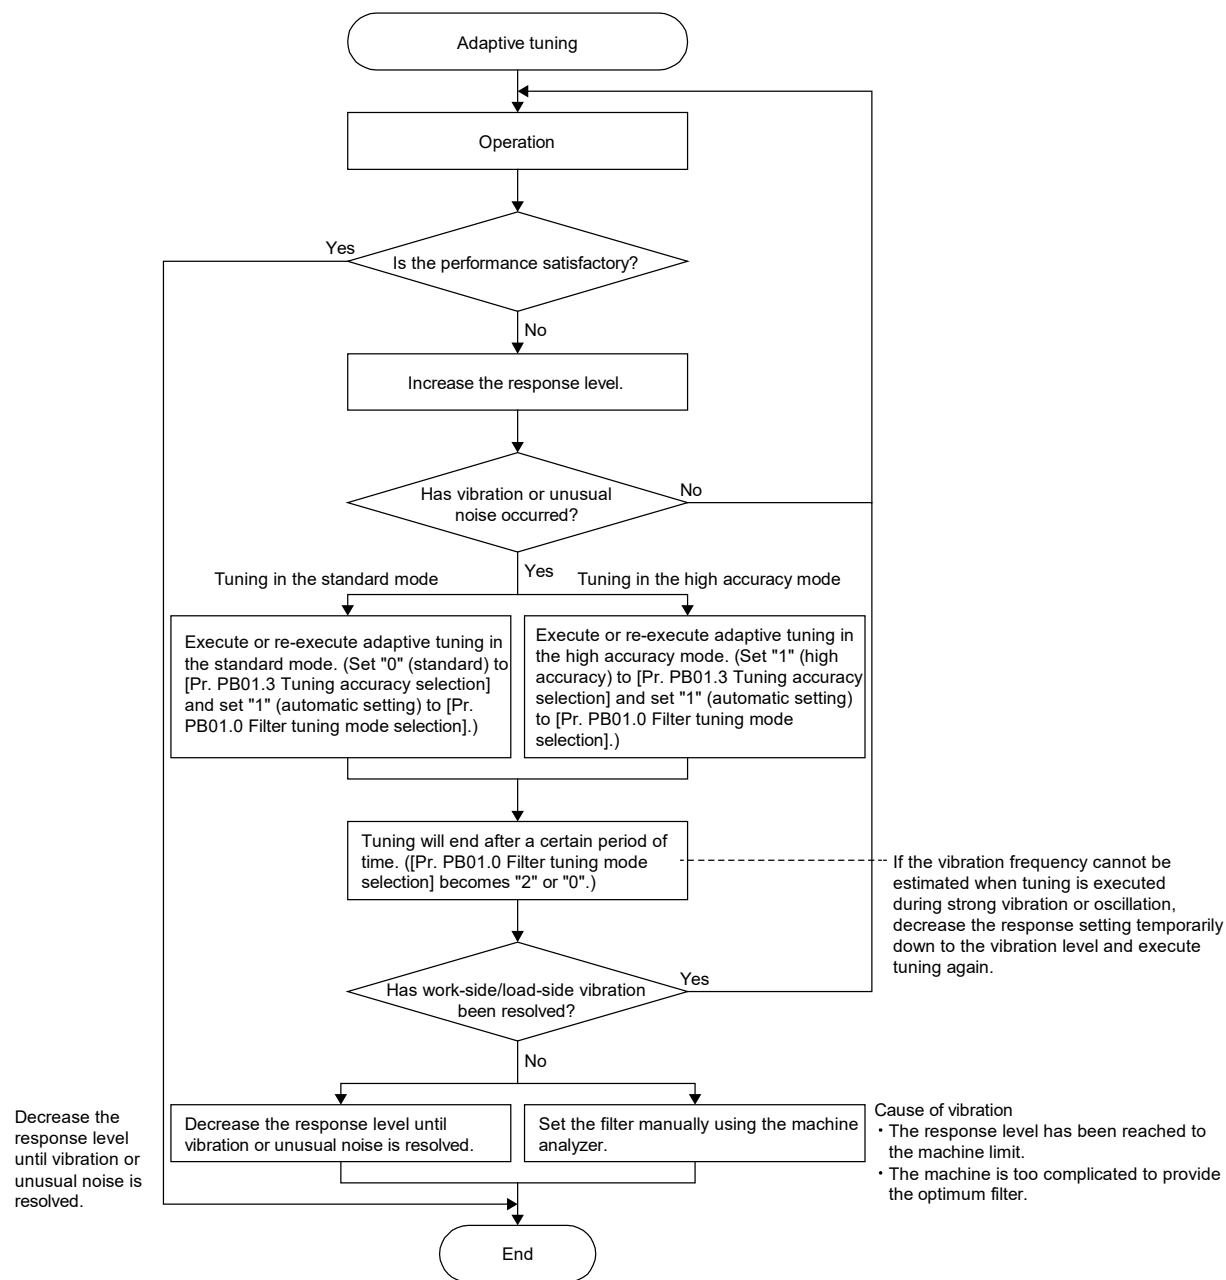 Adaptive tuning
Operation
Yes
Is the performance satisfactory?
No
Increase the response level.
Has vibration or unusual
noise occurred?
No
Yes
Tuning in the standard mode
Tuning in the high accuracy mode
Execute or re-execute adaptive tuning in
the standard mode. (Set "0" (standard) to
[Pr. PB01.3 Tuning accuracy selection]
and set "1" (automatic setting) to [Pr.
PB01.0 Filter tuning mode selection].)
Execute or re-execute adaptive tuning in
the high accuracy mode. (Set "1" (high
accuracy) to [Pr. PB01.3 Tuning accuracy
selection] and set "1" (automatic setting)
to [Pr. PB01.0 Filter tuning mode
selection].)
Tuning will end after a certain period of
time. ([Pr. PB01.0 Filter tuning mode
selection] becomes "2" or "0".)
If the vibration frequency cannot be
estimated when tuning is executed
during strong vibration or oscillation,
decrease the response setting temporarily
down to the vibration level and execute
tuning again.
Has work-side/load-side vibration
been resolved?
Yes
No
Decrease the
response level
until vibration or
unusual noise is
resolved.
Decrease the response level until
vibration or unusual noise is resolved.
Set the filter manually using the machine
analyzer.
Cause of vibration
・The response level has been reached to
the machine limit.
・The machine is too complicated to provide
the optimum filter.
End